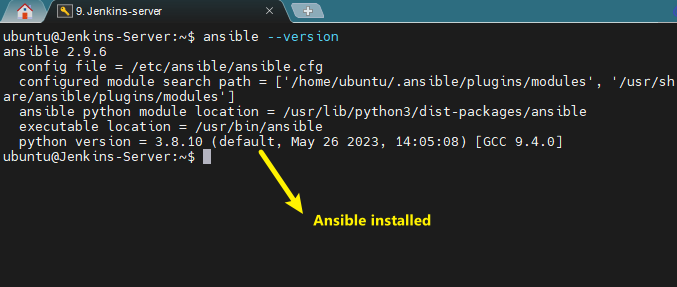 9. Jenkins-server
ubuntu@Jenkins-Server:~$ ansible --version
ansible 2.9.6
  config file = /etc/ansible/ansible.cfg
  configured module search path = ['/home/ubuntu/.ansible/plugins/modules', '/usr/sh
are/ansible/plugins/modules']
  ansible python module location = /usr/lib/python3/dist-packages/ansible
  executable location = /usr/bin/ansible
  python version = 3.8.10 (default, May 26 2023, 14:05:08) [GCC 9.4.0]
ubuntu@Jenkins-Server:~$
Ansible installed